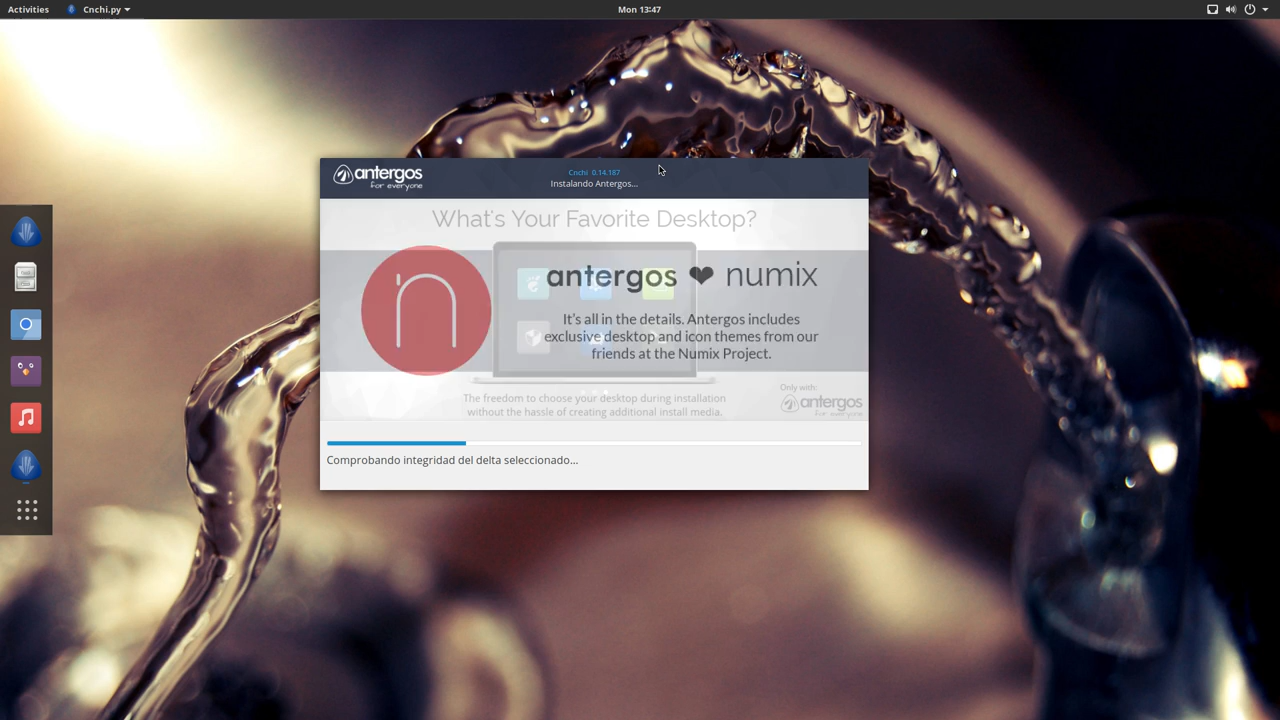 Activities
Cnchi.py
Mon 13:47
antergos
for everyone
Cnchi 0.14.187
Instalando Antergos...
What's Your Favorite Desktop?
antergos ❤ numix
It's all in the details. Antergos includes
exclusive desktop and icon themes from our
friends at the Numix Project.
The freedom to choose your desktop during installation
without the hassle of creating additional install media.
Only with:
antergos
for everyone
Comprobando integridad del delta seleccionado...